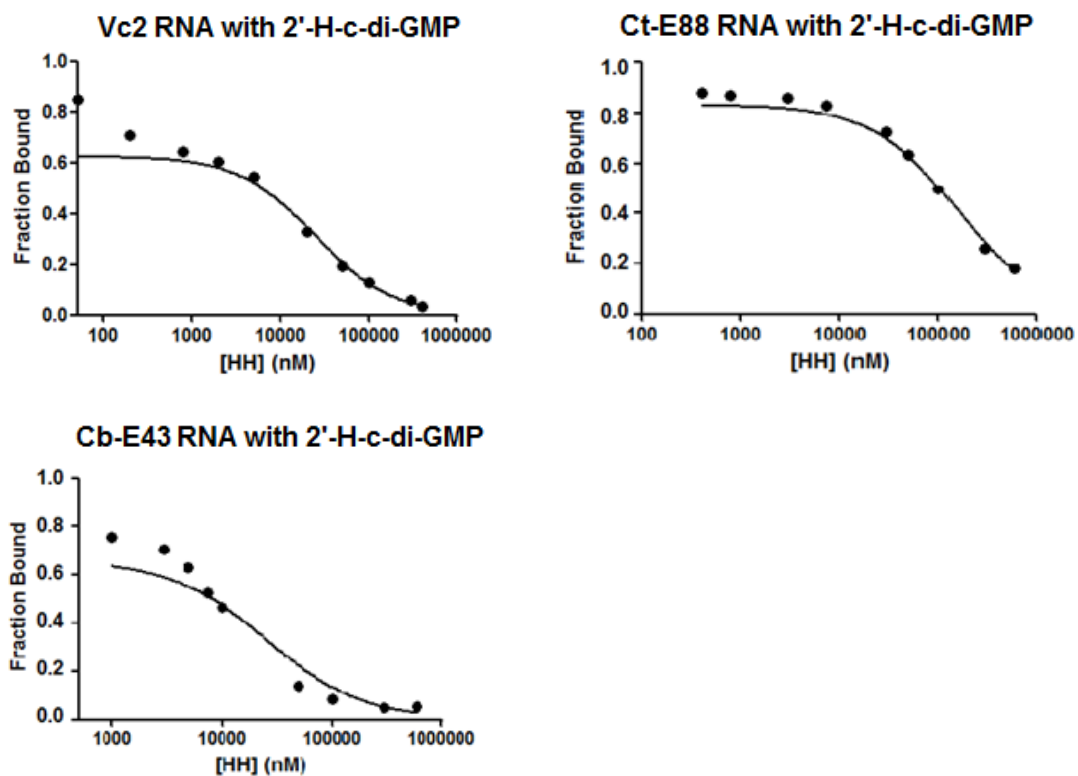 Vc2 RNA with 2'-H-c-di-GMP
1.0
0.8
0.6
0.4
0.2
0.0
Fraction Bound
100 1000 10000 100000 1000000
[HH] (nM)
Ct-E88 RNA with 2'-H-c-di-GMP
1.0
0.8
0.6
0.4
0.2
0.0
Fraction Bound
100 1000 10000 100000 1000000
[HH] (nM)
Cb-E43 RNA with 2'-H-c-di-GMP
1.0
0.8
0.6
0.4
0.2
0.0
Fraction Bound
1000 10000 100000 1000000
[HH] (nM)